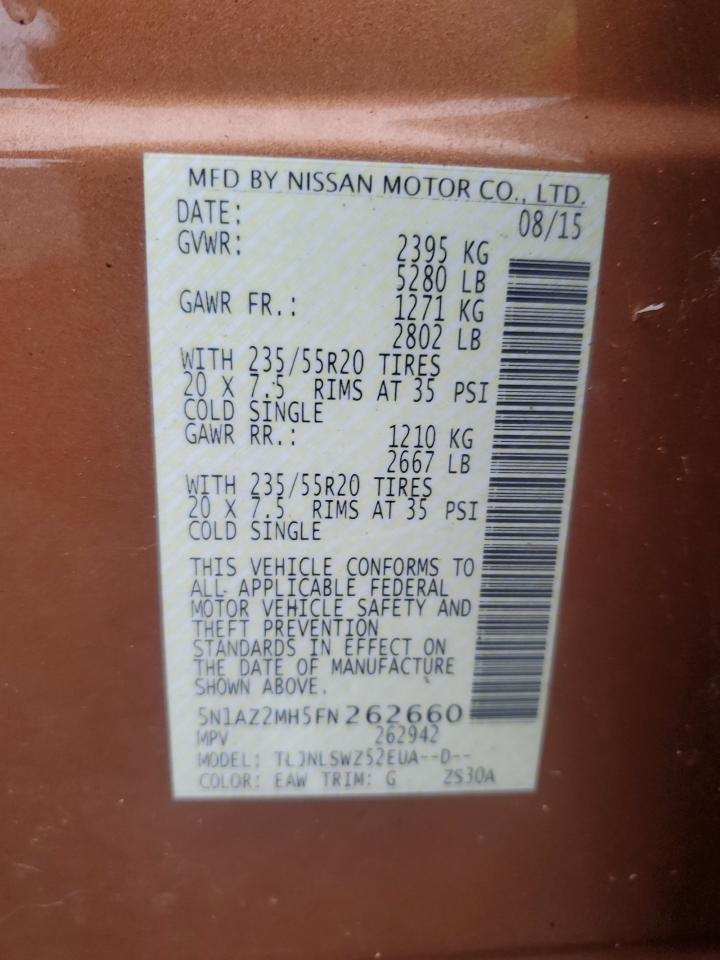 MFD BY NISSAN MOTOR CO., LTD.
DATE: 08/15
GVWR: 2395 KG
5280 LB
GAWR FR.: 1271 KG
2802 LB
WITH 235/55R20 TIRES
20 X 7.5 RIMS AT 35 PSI
COLD SINGLE
GAWR RR.: 1210 KG
2667 LB
WITH 235/55R20 TIRES
20 X 7.5 RIMS AT 35 PSI
COLD SINGLE
THIS VEHICLE CONFORMS TO
ALL APPLICABLE FEDERAL
MOTOR VEHICLE SAFETY AND
THEFT PREVENTION
STANDARDS IN EFFECT ON
THE DATE OF MANUFACTURE
SHOWN ABOVE.
5N1AZ2MH5FN262660
MPV 262942
MODEL: TLJNLSWZ52EUA--D--
COLOR: EAW TRIM: G ZS30A